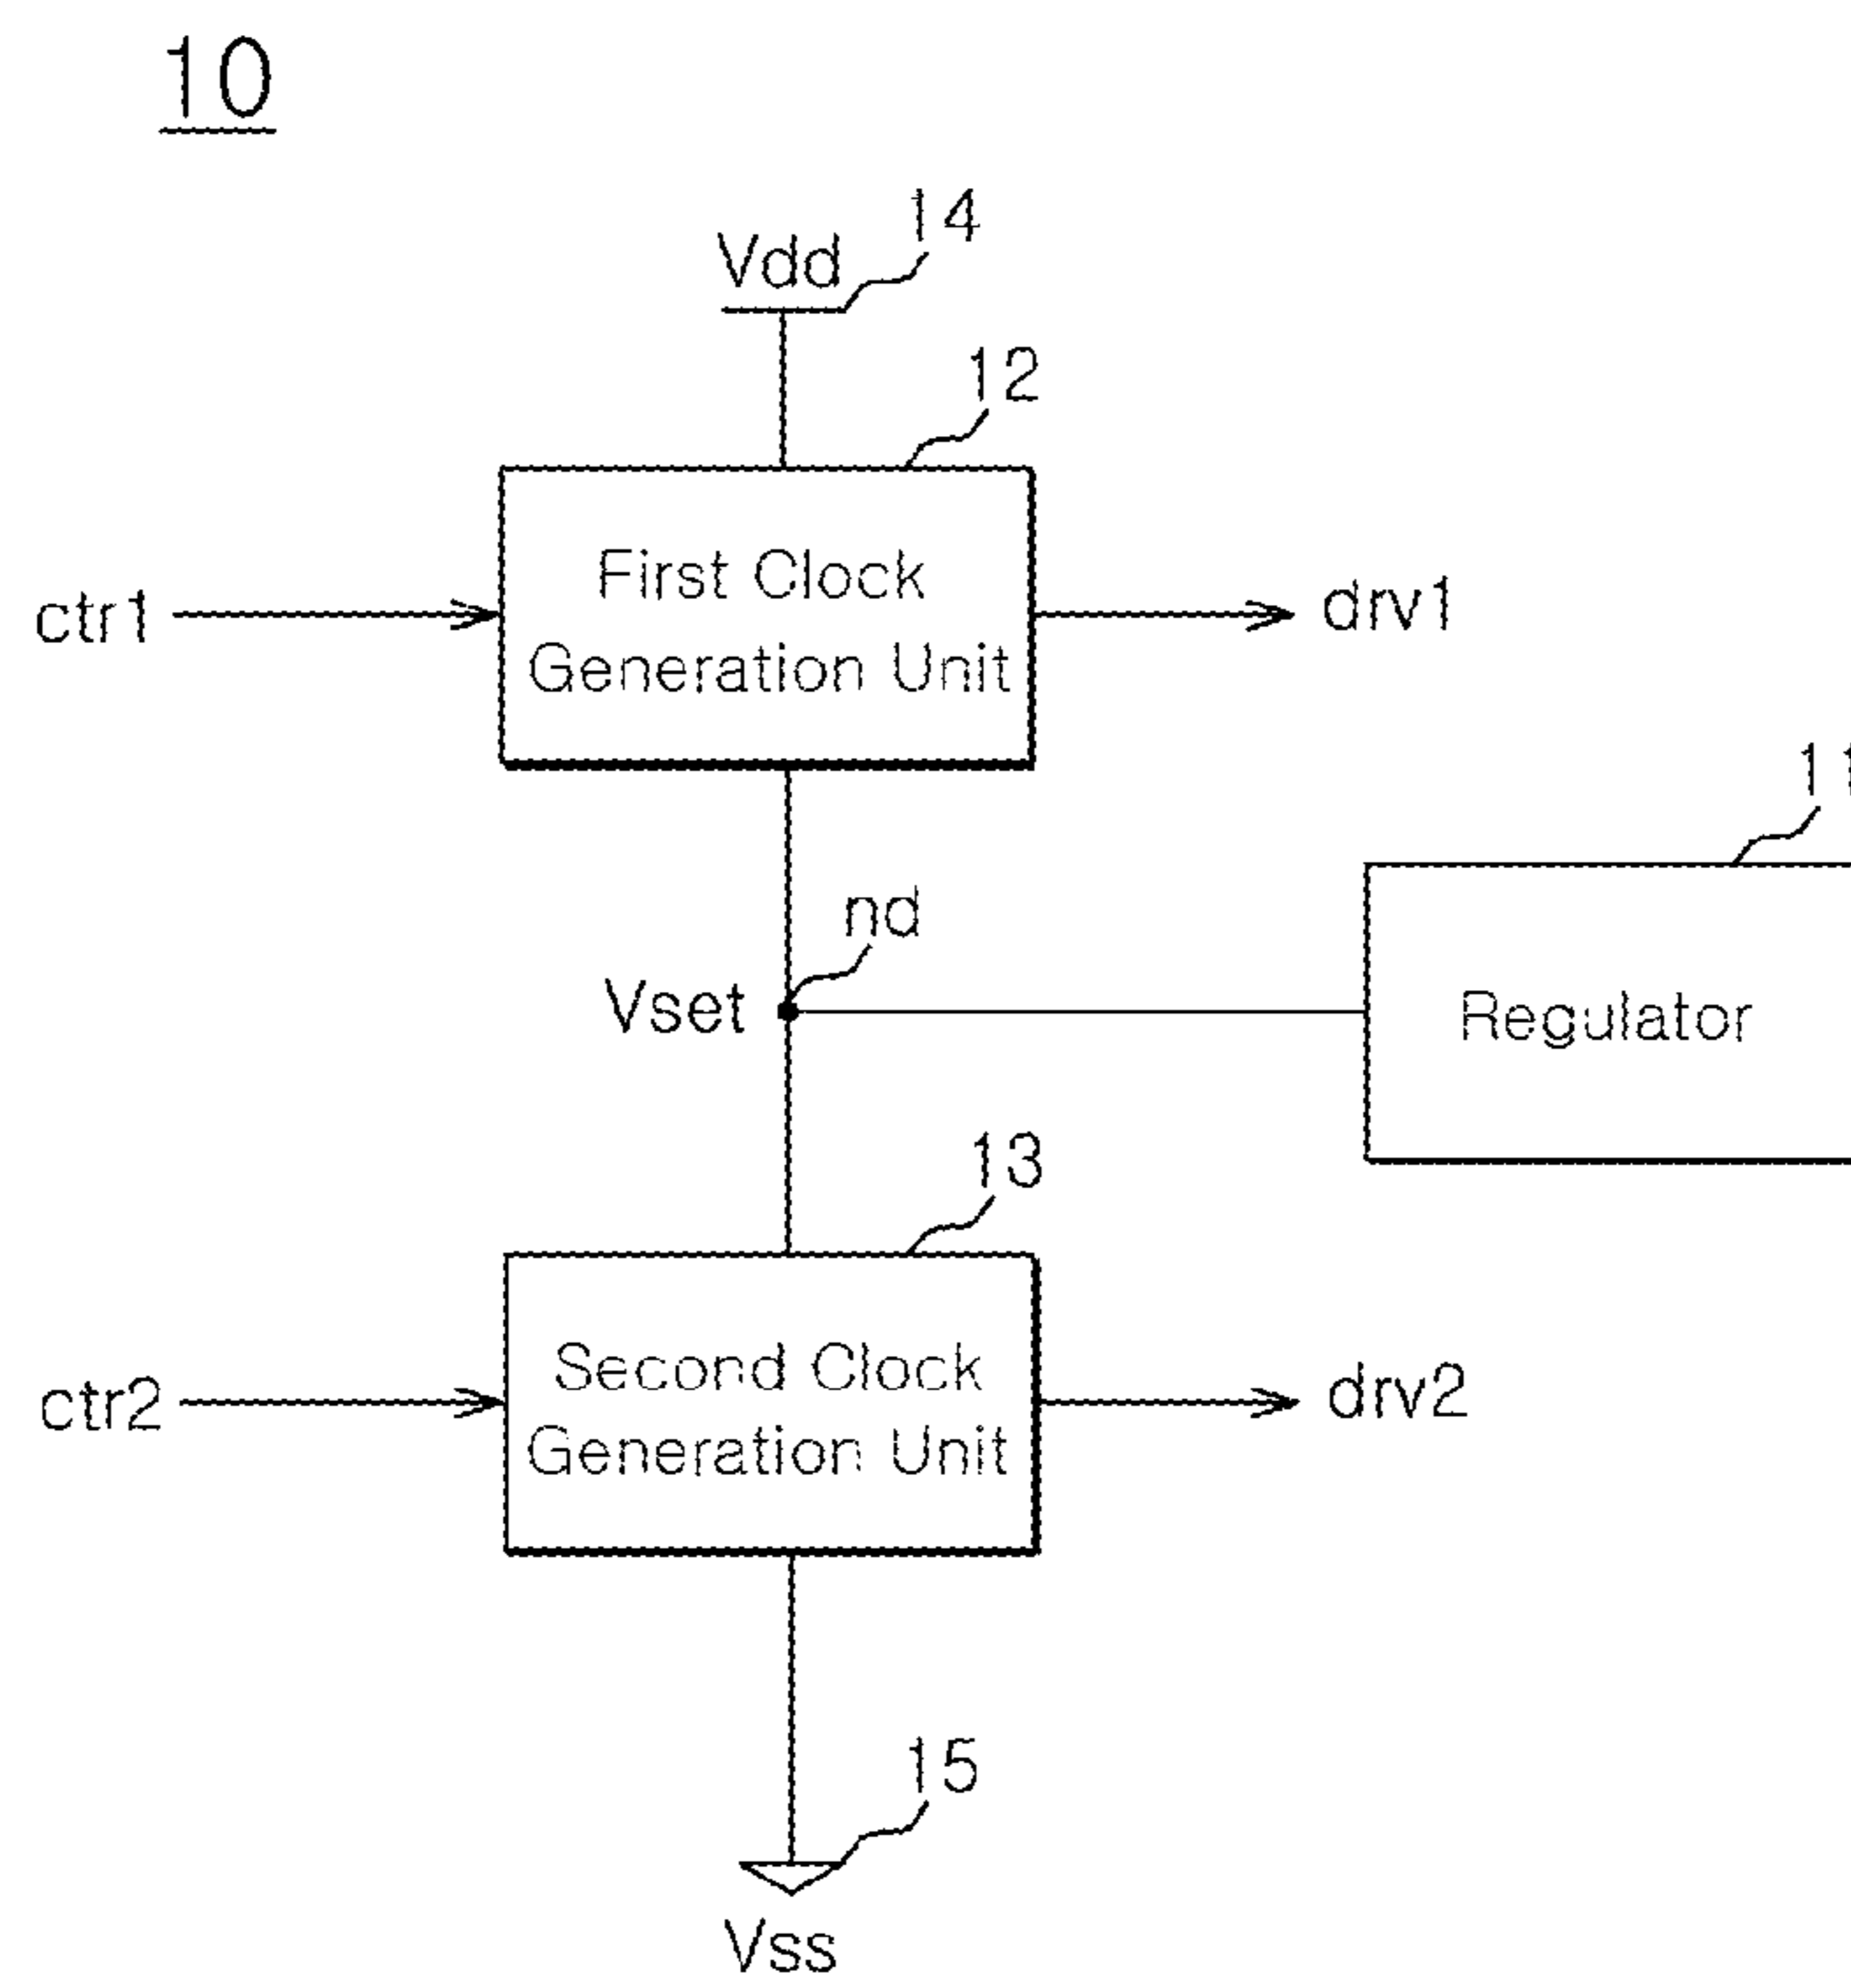 10
14
Vdd
12
First Clock
Generation Unit
ctr1
drv1
11
nd
Vset
Regulator
13
Second Clock
Generation Unit
ctr2
drv2
15
Vss